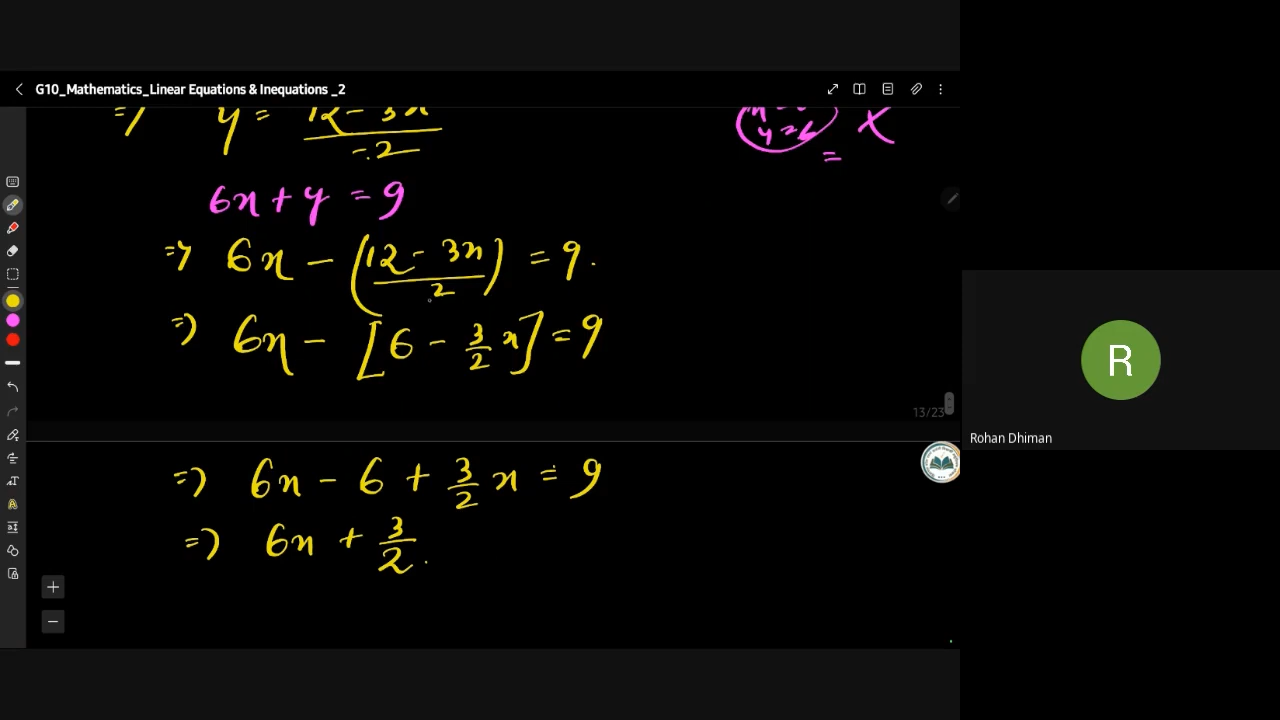 G10_Mathematics_Linear Equations & Inequations _2
=> y = 12 - 3x / -2
y = 6 x
=
6x + y = 9
=> 6x - (12 - 3x / 2) = 9.
=> 6x - [6 - 3/2 x] = 9
13/23
=> 6x - 6 + 3/2 x = 9
=> 6x + 3/2 .
R
Rohan Dhiman